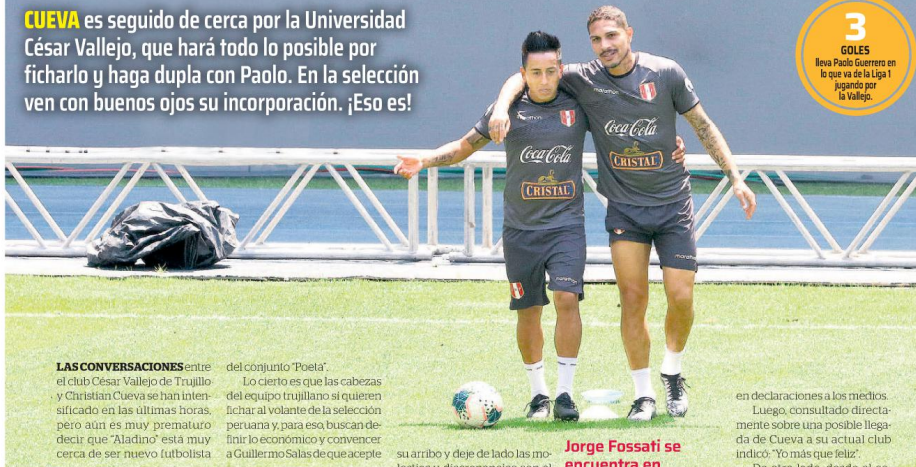 CUEVA es seguido de cerca por la Universidad
César Vallejo, que hará todo lo posible por
ficharlo y haga dupla con Paolo. En la selección
ven con buenos ojos su incorporación. ¡Eso es!
3
GOLES
lleva Paolo Guerrero en
lo que va de la Liga 1
jugando por
la Vallejo.
marathon
Coca-Cola
CRISTAL
marathon
marathon
Coca-Cola
CRISTAL
marathon
LAS CONVERSACIONES entre
el club César Vallejo de Trujillo
y Christian Cueva se han inten-
sificado en las últimas horas,
pero aún es muy prematuro
decir que "Aladino" está muy
cerca de ser nuevo futbolista
del conjunto "Poeta".
Lo cierto es que las cabezas
del equipo trujillano sí quieren
fichar al volante de la selección
peruana y, para eso, buscan de-
finir lo económico y convencer
a Guillermo Salas de que acepte
su arribo y deje de lado las mo-
Jorge Fossati se
encuentra en
en declaraciones a los medios.
Luego, consultado directa-
mente sobre una posible llega-
da de Cueva a su actual club
indicó: "Yo más que feliz".